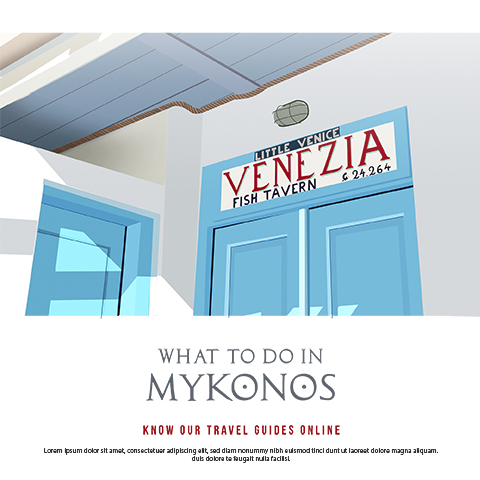 LITTLE VENICE
VENEZIA
FISH TAVERN ₲ 24.264
WHAT TO DO IN
MYKONOS
KNOW OUR TRAVEL GUIDES ONLINE
Lorem ipsum dolor sit amet, consectetuer adipiscing elit, sed diam nonummy nibh euismod tinci dunt ut laoreet dolore magna aliquam.
duis dolore te feugait nulla facilisi.